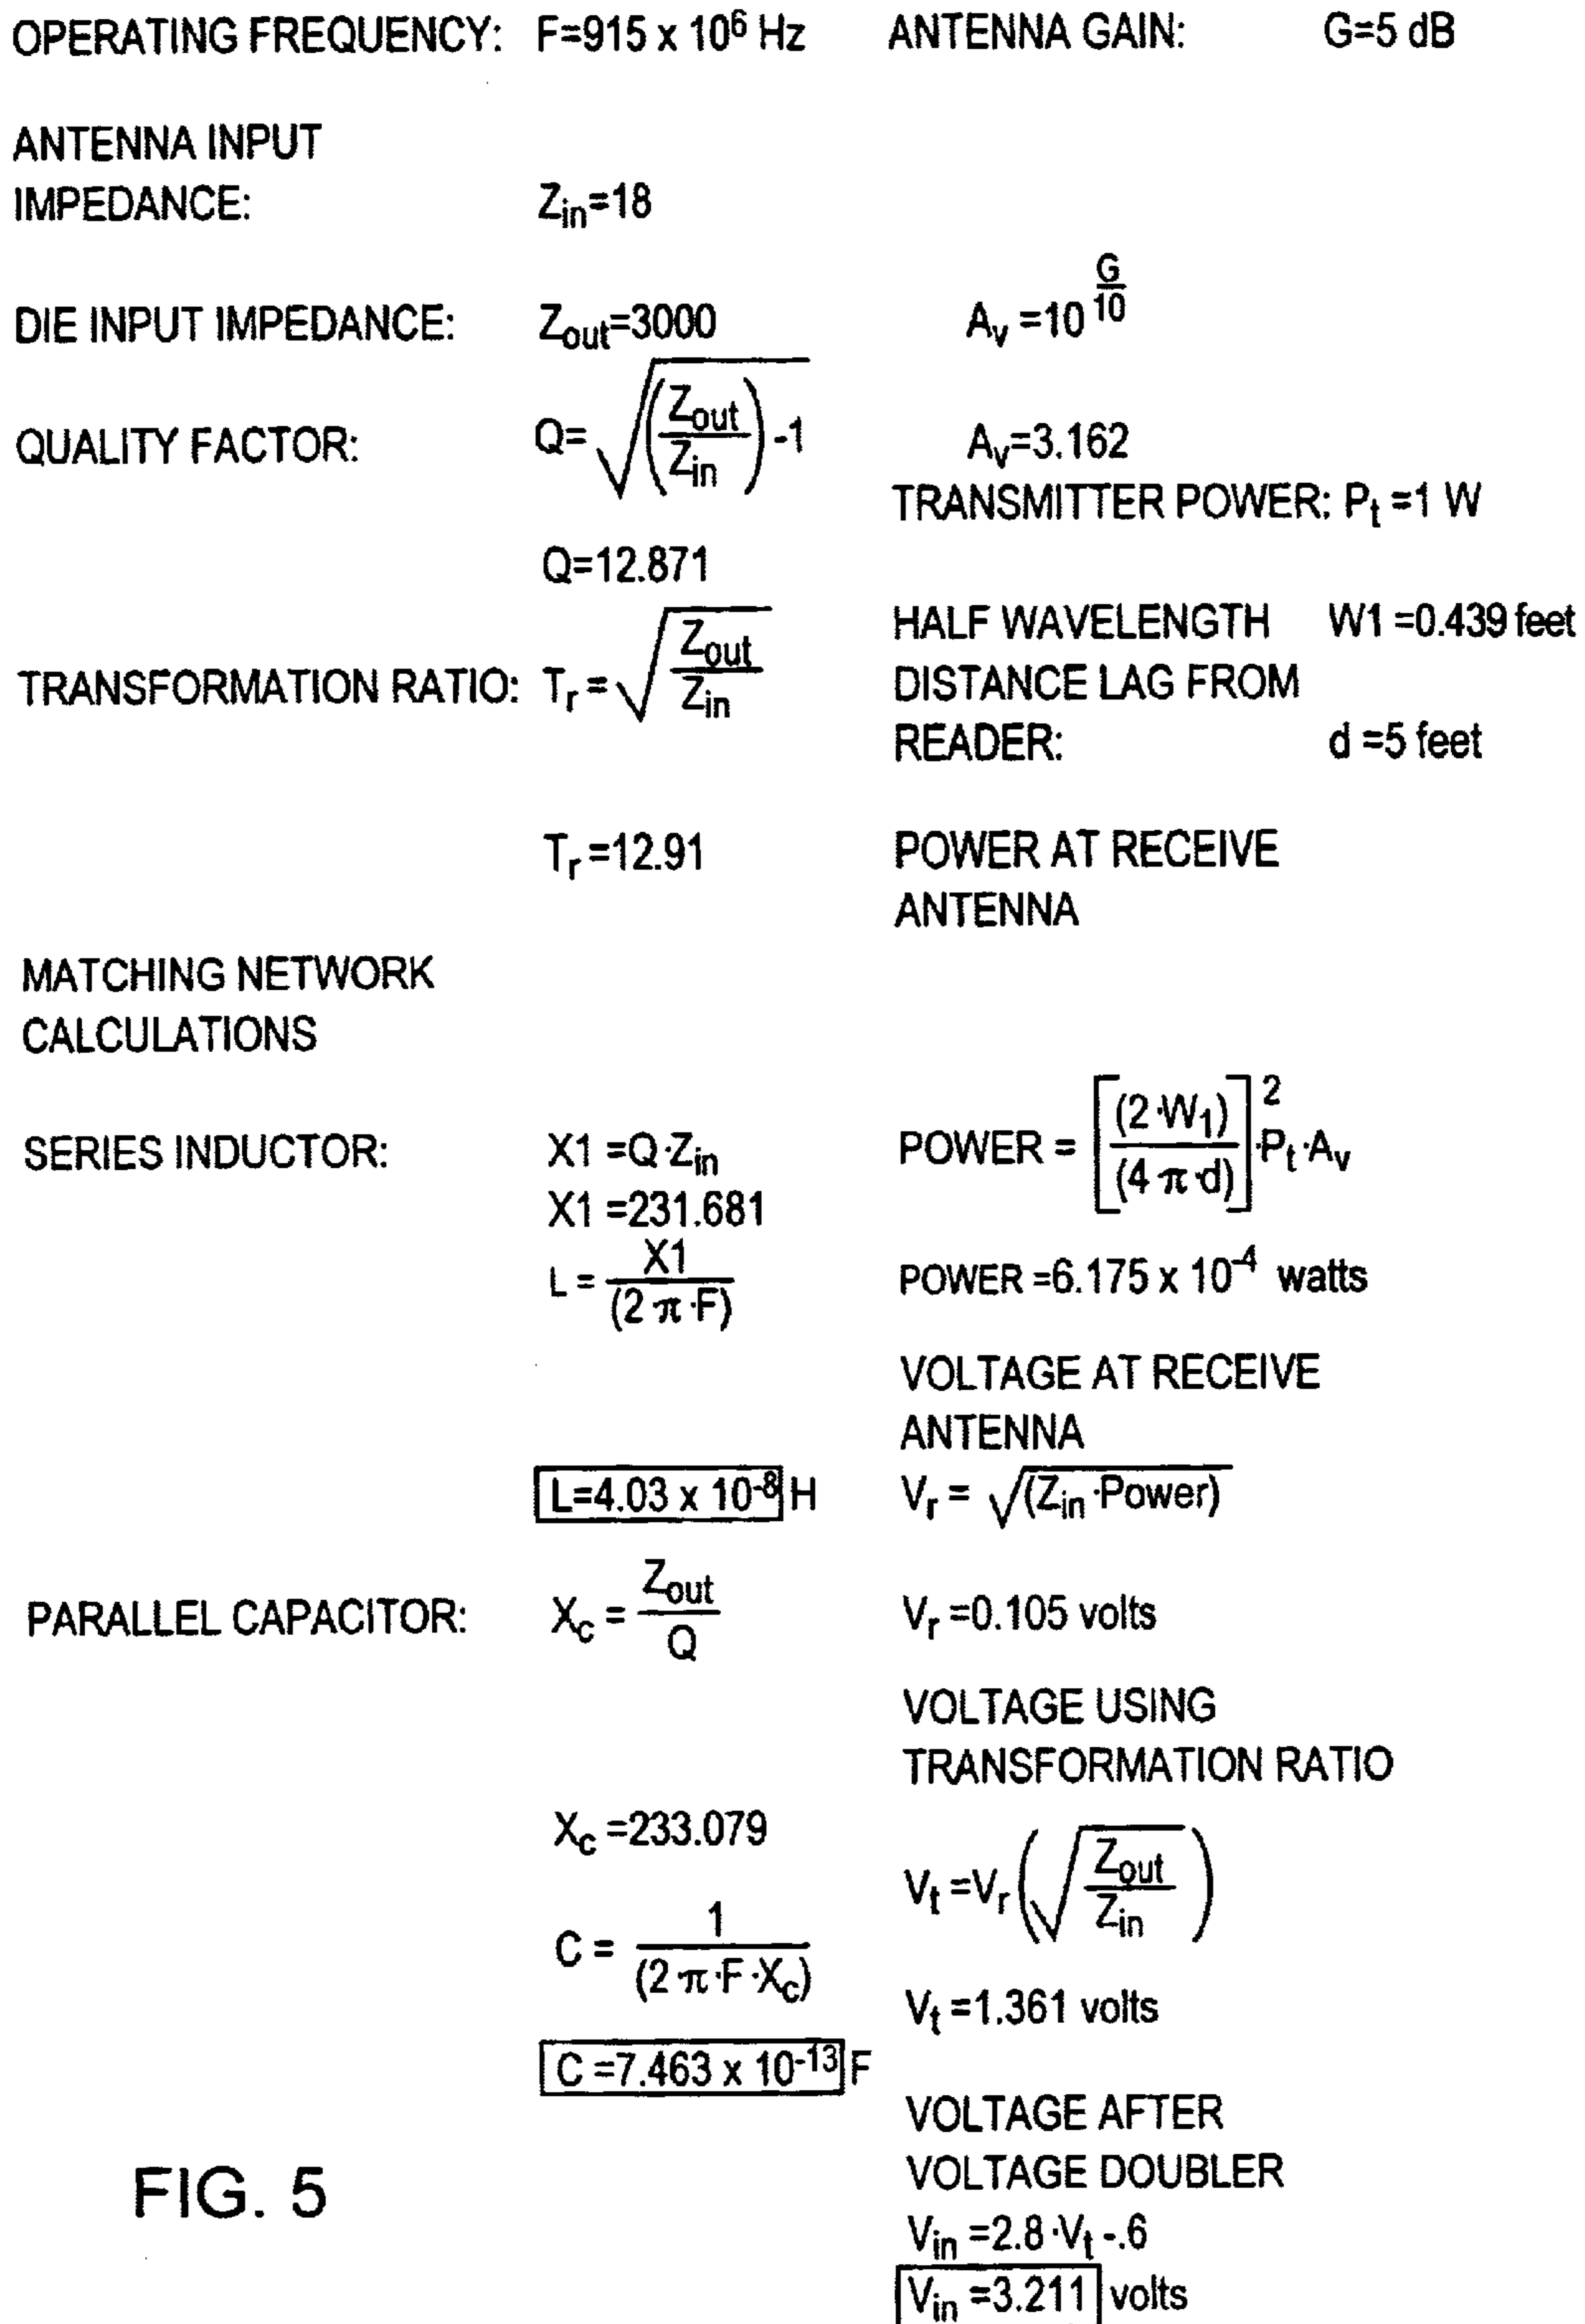 OPERATING FREQUENCY: F=915 x 10⁶ Hz
ANTENNA INPUT
IMPEDANCE: Z_in=18
DIE INPUT IMPEDANCE: Z_out=3000
QUALITY FACTOR: Q=√((Z_out/Z_in)-1)
Q=12.871
TRANSFORMATION RATIO: T_r=√(Z_out/Z_in)
T_r=12.91
MATCHING NETWORK
CALCULATIONS
SERIES INDUCTOR: X1=Q·Z_in
X1=231.681
L=X1/(2π·F)
L=4.03 x 10⁻⁸ H
PARALLEL CAPACITOR: X_c=Z_out/Q
X_c=233.079
C=1/(2π·F·X_c)
C=7.463 x 10⁻¹³ F
FIG. 5
ANTENNA GAIN: G=5 dB
A_v=10^(G/10)
A_v=3.162
TRANSMITTER POWER: P_t=1 W
HALF WAVELENGTH W1=0.439 feet
DISTANCE LAG FROM
READER: d=5 feet
POWER AT RECEIVE
ANTENNA
POWER=[(2·W_1)/(4π·d)]²·P_t·A_v
POWER=6.175 x 10⁻⁴ watts
VOLTAGE AT RECEIVE
ANTENNA
V_r=√(Z_in·Power)
V_r=0.105 volts
VOLTAGE USING
TRANSFORMATION RATIO
V_t=V_r(√(Z_out/Z_in))
V_t=1.361 volts
VOLTAGE AFTER
VOLTAGE DOUBLER
V_in=2.8·V_t-.6
V_in=3.211 volts